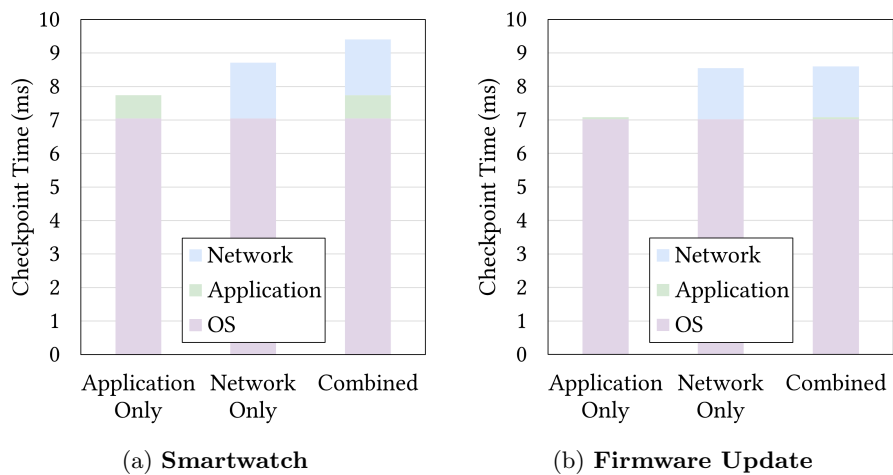 Checkpoint Time (ms)
10
9
8
7
6
5
4
3
2
1
0
Network
Application
OS
Application
Only
Network
Only
Combined
(a) Smartwatch
Checkpoint Time (ms)
10
9
8
7
6
5
4
3
2
1
0
Network
Application
OS
Application
Only
Network
Only
Combined
(b) Firmware Update